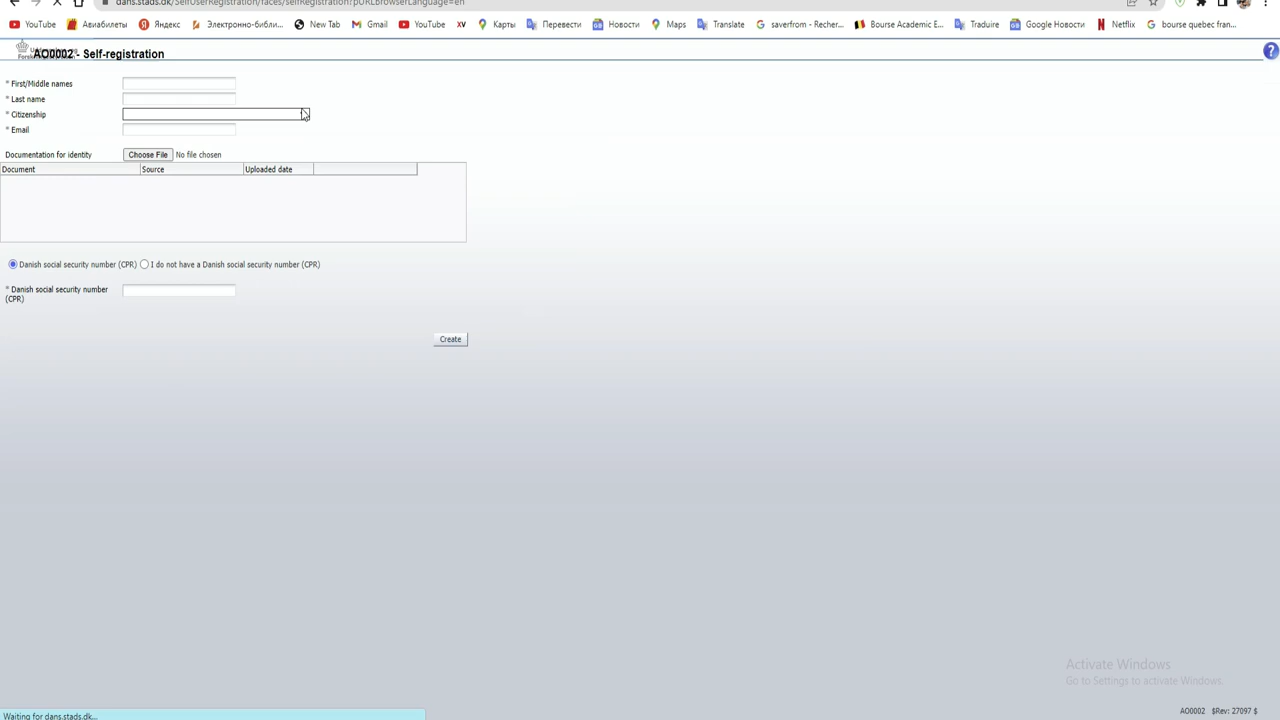 dans.stads.dk/SelfUserRegistration/faces/selfRegistration?pURLBrowserLanguage=en
YouTube Авиабилеты Яндекс Электронно-библи... New Tab Gmail YouTube XV Карты Перевести Новости Maps Translate saverfrom - Recher... Bourse Academic E... Traduire Google Новости Netflix bourse quebec fran...
AO0002 - Self-registration
* First/Middle names
* Last name
* Citizenship
* Email
Documentation for identity Choose File No file chosen
Document Source Uploaded date
Danish social security number (CPR) I do not have a Danish social security number (CPR)
* Danish social security number
(CPR)
Create
Activate Windows
Go to Settings to activate Windows.
AO0002 $Rev: 27097 $
Waiting for dans.stads.dk...